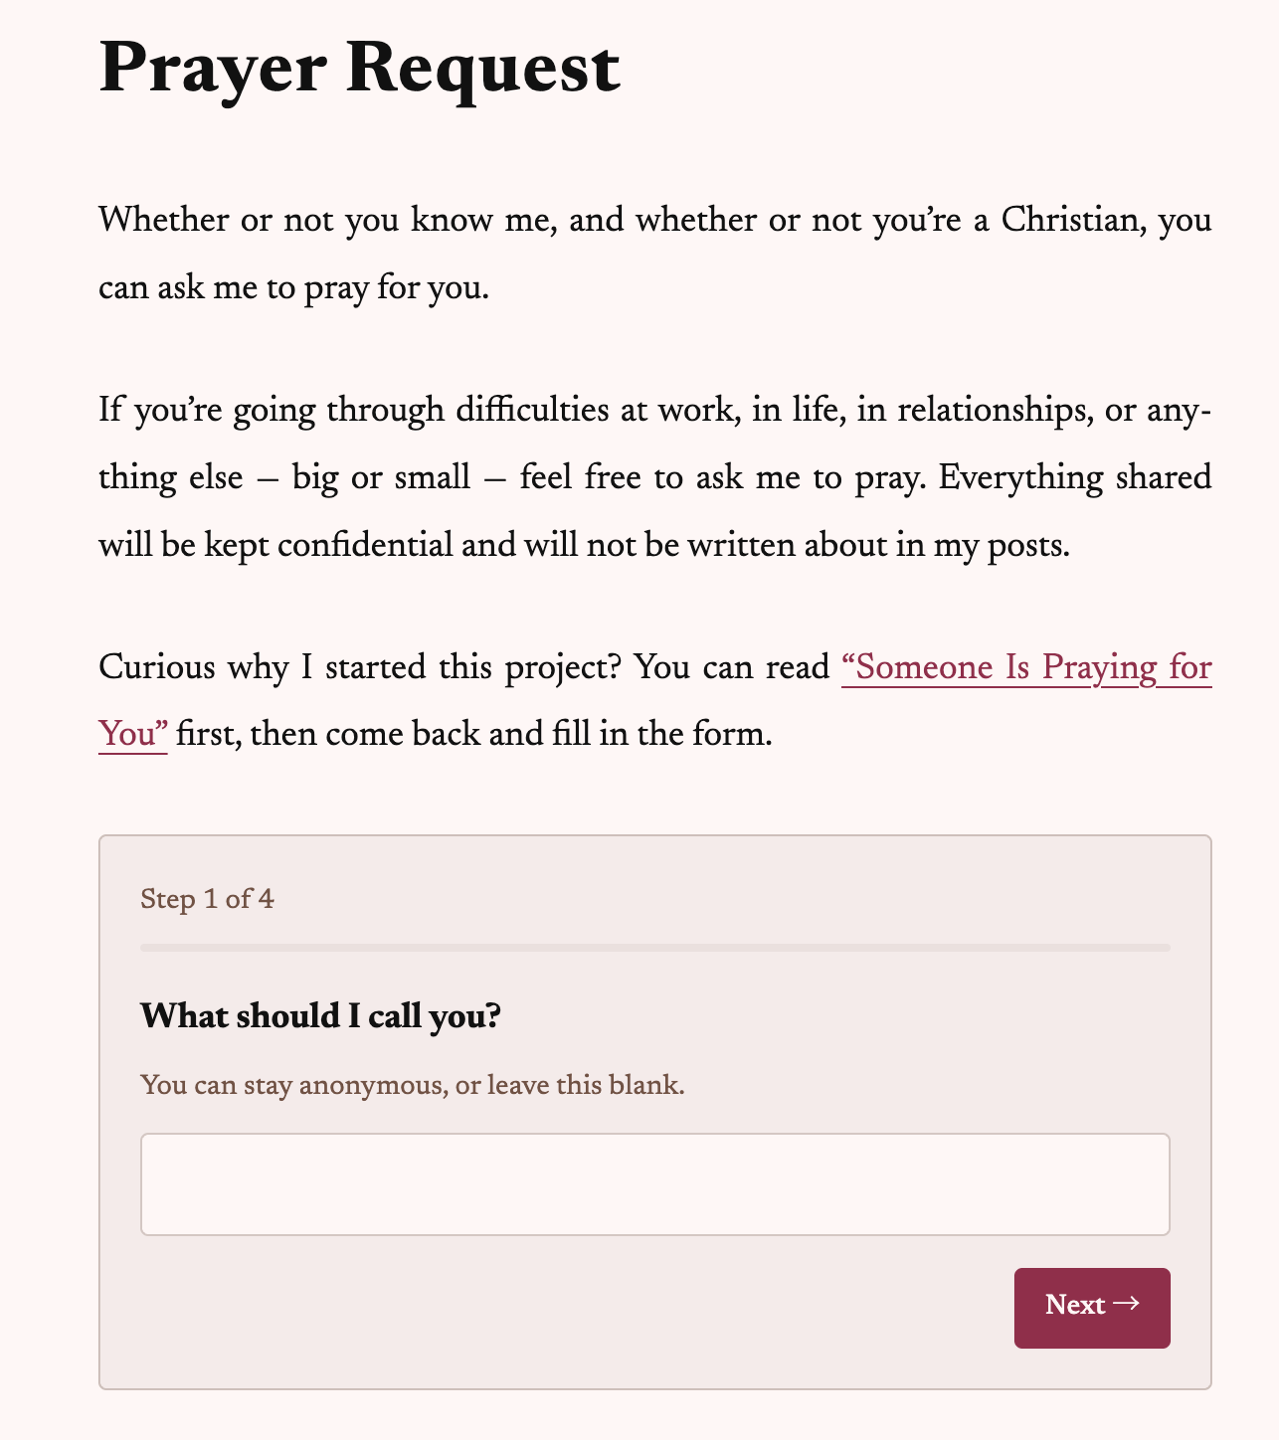 Prayer Request
Whether or not you know me, and whether or not you’re a Christian, you
can ask me to pray for you.
If you’re going through difficulties at work, in life, in relationships, or any-
thing else – big or small – feel free to ask me to pray. Everything shared
will be kept confidential and will not be written about in my posts.
Curious why I started this project? You can read “Someone Is Praying for
You” first, then come back and fill in the form.
Step 1 of 4
What should I call you?
You can stay anonymous, or leave this blank.
Next →